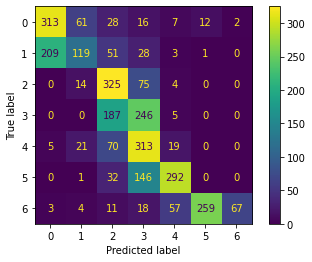 0 313 61 28 16 7 12 2
1 209 119 51 28 3 1 0
2 0 14 325 75 4 0 0
3 0 0 187 246 5 0 0
4 5 21 70 313 19 0 0
5 0 1 32 146 292 0 0
6 3 4 11 18 57 259 67
0 1 2 3 4 5 6
Predicted label
True label
300
250
200
150
100
50
0